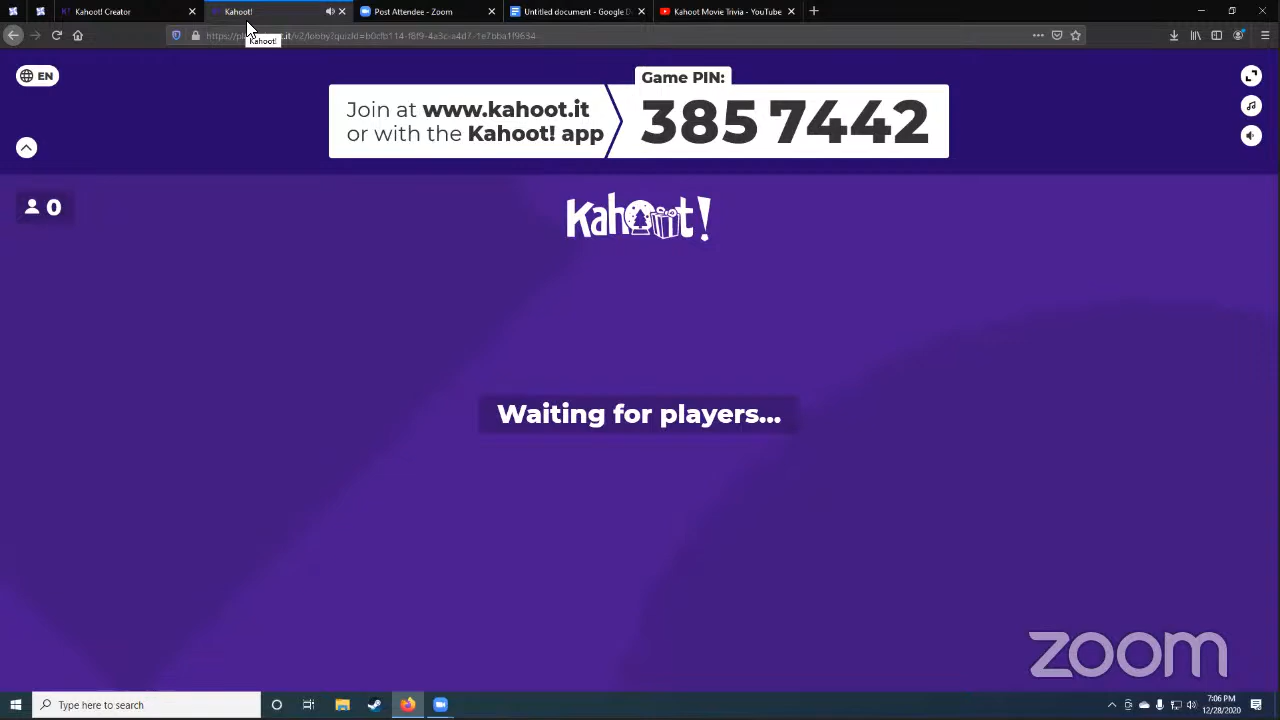 Kahoot! Creator
Kahoot!
Post Attendee - Zoom
Untitled document - Google D
Kahoot Movie Trivia - YouTube
Kahoot!
EN
Game PIN:
Join at www.kahoot.it
or with the Kahoot! app
385 7442
0
Kahoot!
Waiting for players...
zoom
Type here to search
7:06 PM
12/28/2020